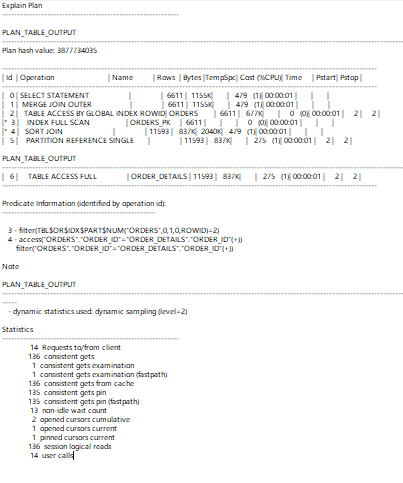 Explain Plan
-----------------------------------------------------------
PLAN_TABLE_OUTPUT
-----------------------------------------------------------
Plan hash value: 3877734035
-----------------------------------------------------------
| Id | Operation | Name | Rows | Bytes |TempSpc| Cost (%CPU)| Time | Pstart| Pstop |
-----------------------------------------------------------
| 0 | SELECT STATEMENT | | 6611 | 1155K| | 479 (1)| 00:00:01 | | |
| 1 | MERGE JOIN OUTER | | 6611 | 1155K| | 479 (1)| 00:00:01 | | |
| 2 | TABLE ACCESS BY GLOBAL INDEX ROWID| ORDERS | 6611 | 677K| | 0 (0)| 00:00:01 | 2 | 2 |
|* 3 | INDEX FULL SCAN | ORDERS_PK | 6611 | | | 0 (0)| 00:00:01 | | |
|* 4 | SORT JOIN | | 11593 | 837K| 2040K| 479 (1)| 00:00:01 | | |
| 5 | PARTITION REFERENCE SINGLE | | 11593 | 837K| | 275 (1)| 00:00:01 | 2 | 2 |
PLAN_TABLE_OUTPUT
-----------------------------------------------------------
| 6 | TABLE ACCESS FULL | ORDER_DETAILS | 11593 | 837K| | 275 (1)| 00:00:01 | 2 | 2 |
-----------------------------------------------------------
Predicate Information (identified by operation id):
-----------------------------------------------------------
3 - filter(TBL$OR$IDX$PART$NUM("ORDERS",0,1,0,ROWID)=2)
4 - access("ORDERS"."ORDER_ID"="ORDER_DETAILS"."ORDER_ID"(+))
filter("ORDERS"."ORDER_ID"="ORDER_DETAILS"."ORDER_ID"(+))
Note
PLAN_TABLE_OUTPUT
-----------------------------------------------------------
-----
- dynamic statistics used: dynamic sampling (level=2)
Statistics
-----------------------------------------------------------
14 Requests to/from client
136 consistent gets
1 consistent gets examination
1 consistent gets examination (fastpath)
136 consistent gets from cache
135 consistent gets pin
135 consistent gets pin (fastpath)
13 non-idle wait count
2 opened cursors cumulative
1 opened cursors current
1 pinned cursors current
136 session logical reads
14 user calls